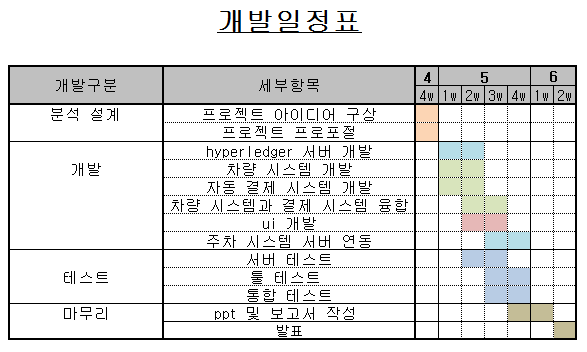 개발일정표
개발구분 세부항목 4 5 6
4w 1w 2w 3w 4w 1w 2w
분석 설계 프로젝트 아이디어 구상
프로젝트 프로포절
hyperledger 서버 개발
개발 차량 시스템 개발
자동 결제 시스템 개발
차량 시스템과 결제 시스템 융합
ui 개발
주차 시스템 서버 연동
서버 테스트
테스트 툴 테스트
통합 테스트
마무리 ppt 및 보고서 작성
발표